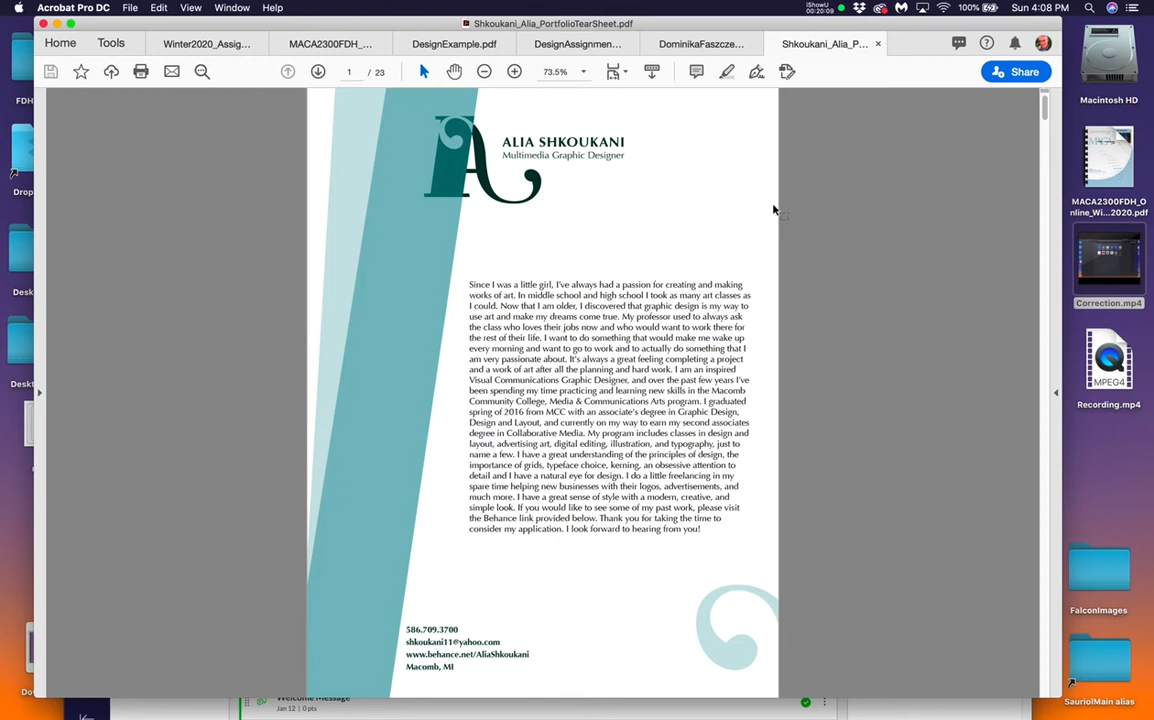 Acrobat Pro DC File Edit View Window Help
iShowU
00:20:09
100% Sun 4:08 PM
Shkoukani_Alia_PortfolioTearSheet.pdf
Home Tools Winter2020_Assig... MACA2300FDH_... DesignExample.pdf DesignAssignmen... DominikaFaszcze... Shkoukani_Alia_P... ×
1 / 23 73.5% Share
A
ALIA SHKOUKANI
Multimedia Graphic Designer
Since I was a little girl, I've always had a passion for creating and making
works of art. In middle school and high school I took as many art classes as
I could. Now that I am older, I discovered that graphic design is my way to
use art and make my dreams come true. My professor used to always ask
the class who loves their jobs now and who would want to work there for
the rest of their life. I want to do something that would make me wake up
every morning and want to go to work and to actually do something that I
am very passionate about. It's always a great feeling completing a project
and a work of art after all the planning and hard work. I am an inspired
Visual Communications Graphic Designer, and over the past few years I've
been spending my time practicing and learning new skills in the Macomb
Community College, Media & Communications Arts program. I graduated
spring of 2016 from MCC with an associate's degree in Graphic Design,
Design and Layout, and currently on my way to earn my second associates
degree in Collaborative Media. My program includes classes in design and
layout, advertising art, digital editing, illustration, and typography, just to
name a few. I have a great understanding of the principles of design, the
importance of grids, typeface choice, kerning, an obsessive attention to
detail and I have a natural eye for design. I do a little freelancing in my
spare time helping new businesses with their logos, advertisements, and
much more. I have a great sense of style with a modern, creative, and
simple look. If you would like to see some of my past work, please visit
the Behance link provided below. Thank you for taking the time to
consider my application. I look forward to hearing from you!
586.709.3700
shkoukani11@yahoo.com
www.behance.net/AliaShkoukani
Macomb, MI
Welcome Message
Jan 12 | 0 pts
FDH
Drop
Desk
Deskt
Do
Macintosh HD
MACA2300FDH_O
nline_Wi...2020.pdf
Correction.mp4
MPEG4
Recording.mp4
FalconImages
SauriolMain alias